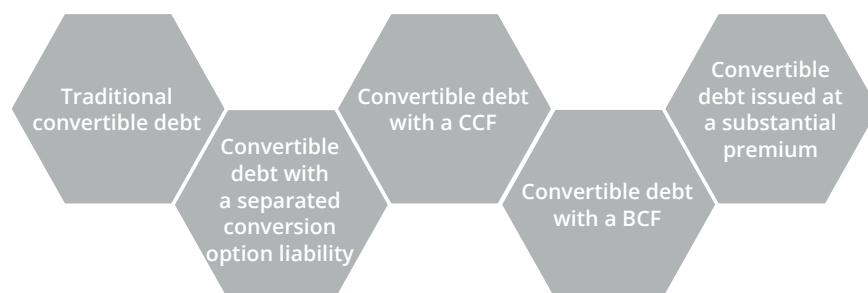 Traditional
convertible debt
Convertible
debt with
a separated
conversion
option liability
Convertible debt
with a CCF
Convertible debt
with a BCF
Convertible
debt issued at
a substantial
premium